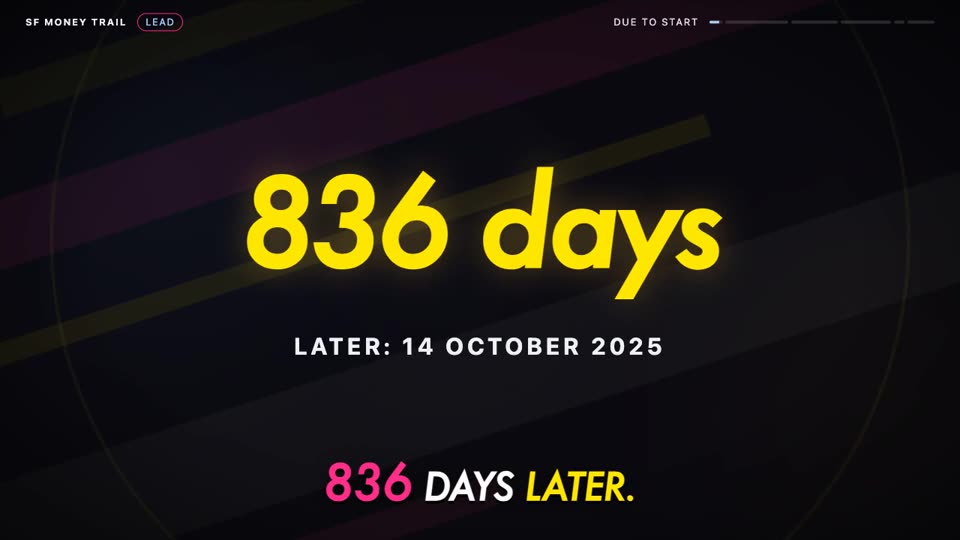 SF MONEY TRAIL LEAD
DUE TO START
836 days
LATER: 14 OCTOBER 2025
836 DAYS LATER.